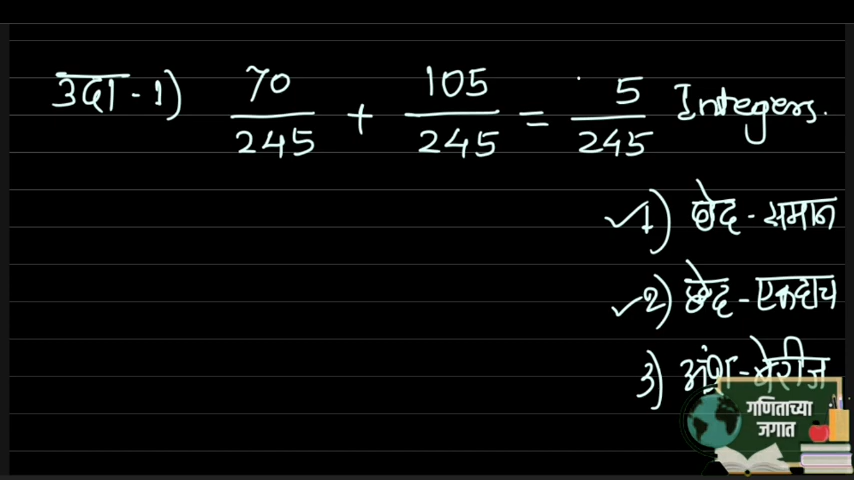 उदा - 1) 70/245 + 105/245 = 5/245 Integers.
✓1) छेद - समान
✓2) छेद - एकदाच
3) अंश - बेरीज
गणिताच्या
जगात